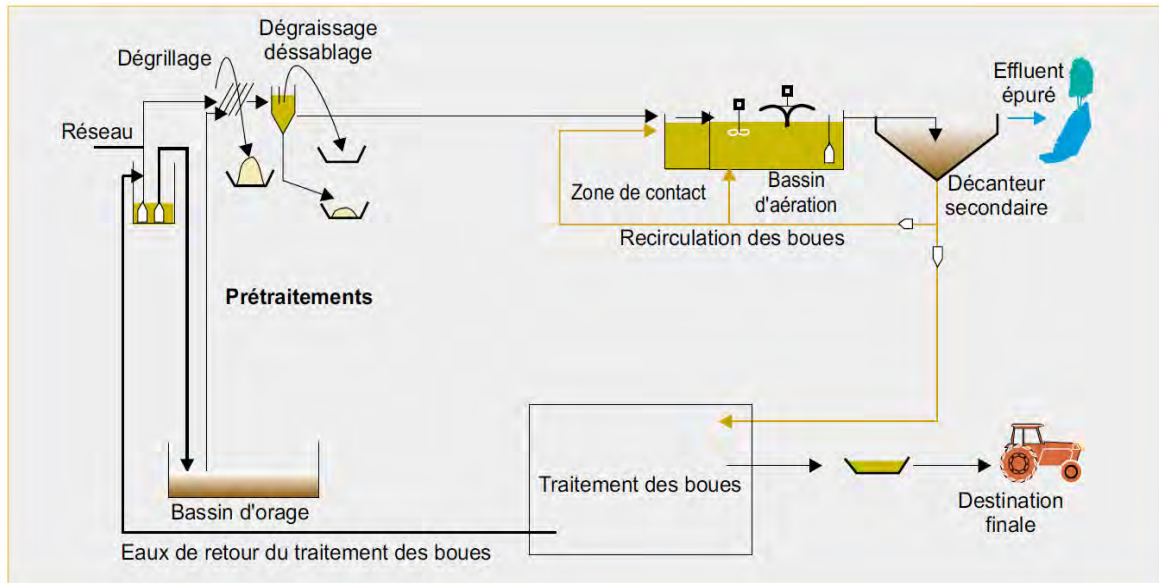 Dégraissage
déssablage
Dégrillage
Réseau
Effluent
épuré
Zone de contact
Bassin
d'aération
Décanteur
secondaire
Recirculation des boues
Prétraitements
Bassin d'orage
Traitement des boues
Destination
finale
Eaux de retour du traitement des boues